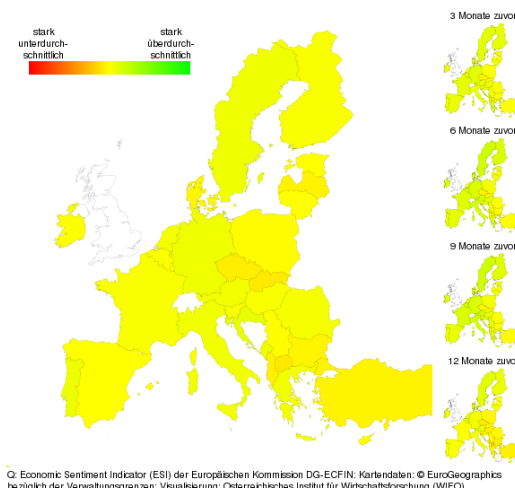 stark
unterdurch-
schnittlich
stark
überdurch-
schnittlich
3 Monate zuvor
6 Monate zuvor
9 Monate zuvor
12 Monate zuvor
Q: Economic Sentiment Indicator (ESI) der Europäischen Kommission DG-ECFIN; Kartendaten: © EuroGeographics
bezüglich der Verwaltungsgrenzen; Visualisierung: Österreichisches Institut für Wirtschaftsforschung (WIFO)